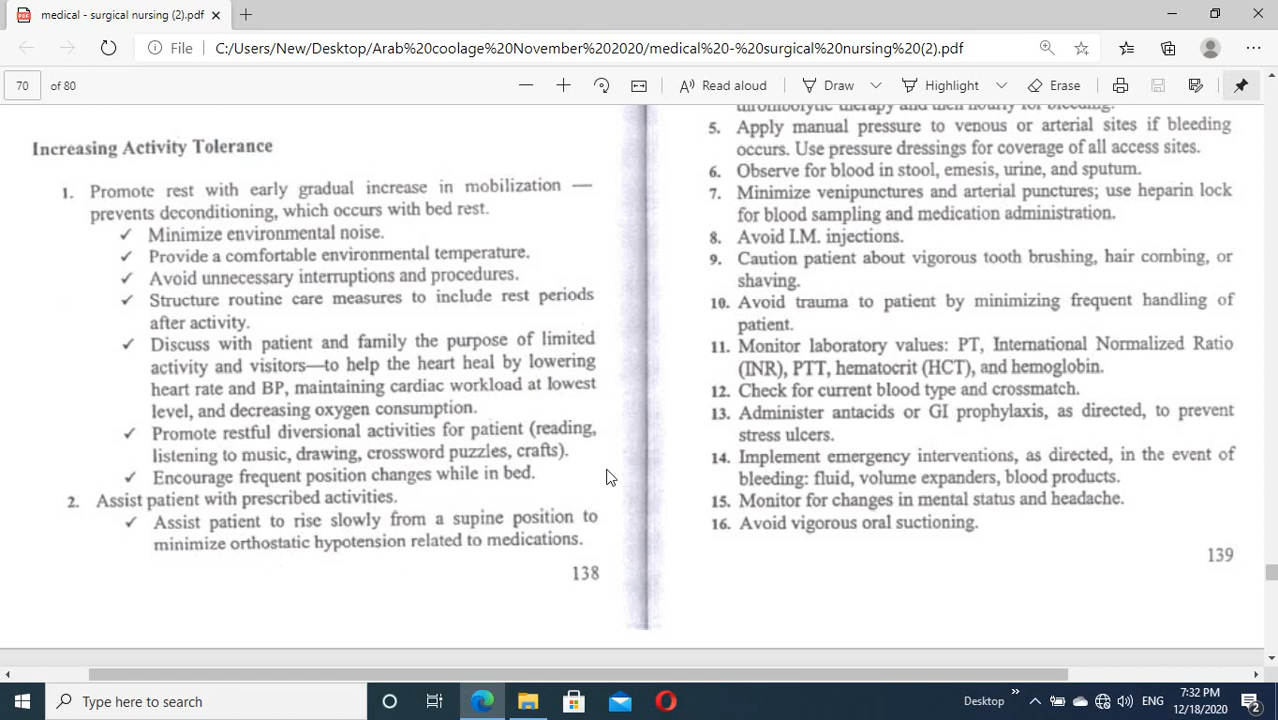 medical - surgical nursing (2).pdf
File
C:/Users/New/Desktop/Arab%20coolage%20November%202020/medical%20-%20surgical%20nursing%20(2).pdf
70 of 80
Read aloud
Draw
Highlight
Erase
Increasing Activity Tolerance
1. Promote rest with early gradual increase in mobilization —
prevents deconditioning, which occurs with bed rest.
✓ Minimize environmental noise.
✓ Provide a comfortable environmental temperature.
✓ Avoid unnecessary interruptions and procedures.
✓ Structure routine care measures to include rest periods
after activity.
✓ Discuss with patient and family the purpose of limited
activity and visitors—to help the heart heal by lowering
heart rate and BP, maintaining cardiac workload at lowest
level, and decreasing oxygen consumption.
✓ Promote restful diversional activities for patient (reading,
listening to music, drawing, crossword puzzles, crafts).
✓ Encourage frequent position changes while in bed.
2. Assist patient with prescribed activities.
✓ Assist patient to rise slowly from a supine position to
minimize orthostatic hypotension related to medications.
138
thrombolytic therapy and then hourly for bleeding.
5. Apply manual pressure to venous or arterial sites if bleeding
occurs. Use pressure dressings for coverage of all access sites.
6. Observe for blood in stool, emesis, urine, and sputum.
7. Minimize venipunctures and arterial punctures; use heparin lock
for blood sampling and medication administration.
8. Avoid I.M. injections.
9. Caution patient about vigorous tooth brushing, hair combing, or
shaving.
10. Avoid trauma to patient by minimizing frequent handling of
patient.
11. Monitor laboratory values: PT, International Normalized Ratio
(INR), PTT, hematocrit (HCT), and hemoglobin.
12. Check for current blood type and crossmatch.
13. Administer antacids or GI prophylaxis, as directed, to prevent
stress ulcers.
14. Implement emergency interventions, as directed, in the event of
bleeding: fluid, volume expanders, blood products.
15. Monitor for changes in mental status and headache.
16. Avoid vigorous oral suctioning.
139
Type here to search
Desktop
ENG
7:32 PM
12/18/2020
2